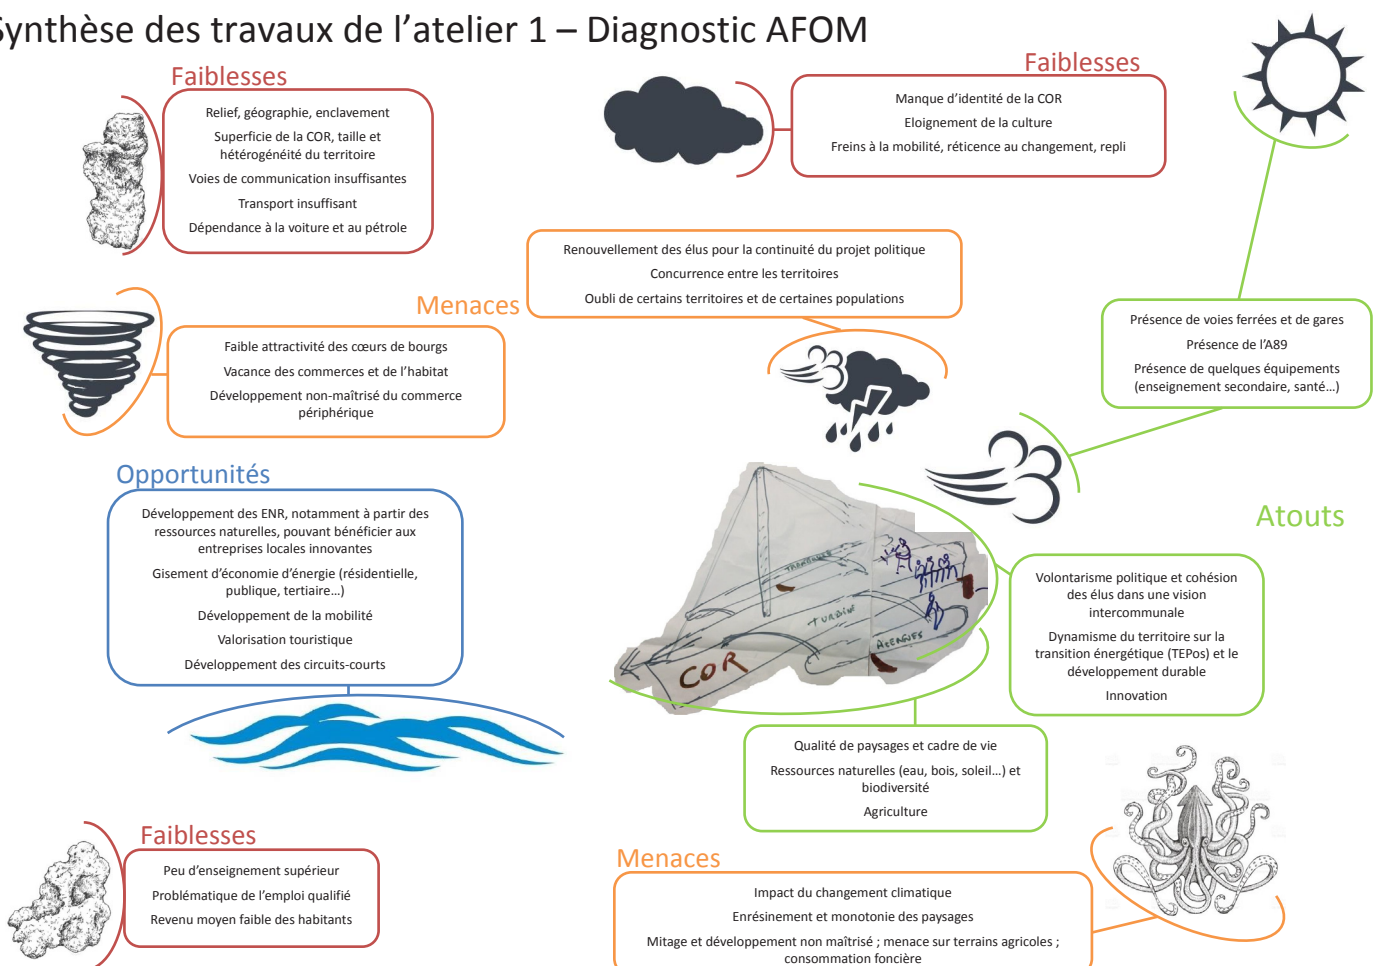 Synthèse des travaux de l'atelier 1 – Diagnostic AFOM
Faiblesses
Relief, géographie, enclavement
Superficie de la COR, taille et
hétérogénéité du territoire
Voies de communication insuffisantes
Transport insuffisant
Dépendance à la voiture et au pétrole
Faiblesses
Manque d'identité de la COR
Eloignement de la culture
Freins à la mobilité, réticence au changement, repli
Menaces
Renouvellement des élus pour la continuité du projet politique
Concurrence entre les territoires
Oubli de certains territoires et de certaines populations
Faible attractivité des cœurs de bourgs
Vacance des commerces et de l'habitat
Développement non-maîtrisé du commerce
périphérique
Présence de voies ferrées et de gares
Présence de l'A89
Présence de quelques équipements
(enseignement secondaire, santé…)
Opportunités
Développement des ENR, notamment à partir des
ressources naturelles, pouvant bénéficier aux
entreprises locales innovantes
Gisement d'économie d'énergie (résidentielle,
publique, tertiaire…)
Développement de la mobilité
Valorisation touristique
Développement des circuits-courts
Atouts
TURBINE
COR
Volontarisme politique et cohésion
des élus dans une vision
intercommunale
Dynamisme du territoire sur la
transition énergétique (TEPos) et le
développement durable
Innovation
Qualité de paysages et cadre de vie
Ressources naturelles (eau, bois, soleil…) et
biodiversité
Agriculture
Faiblesses
Peu d'enseignement supérieur
Problématique de l'emploi qualifié
Revenu moyen faible des habitants
Menaces
Impact du changement climatique
Enrésinement et monotonie des paysages
Mitage et développement non maîtrisé ; menace sur terrains agricoles ;
consommation foncière